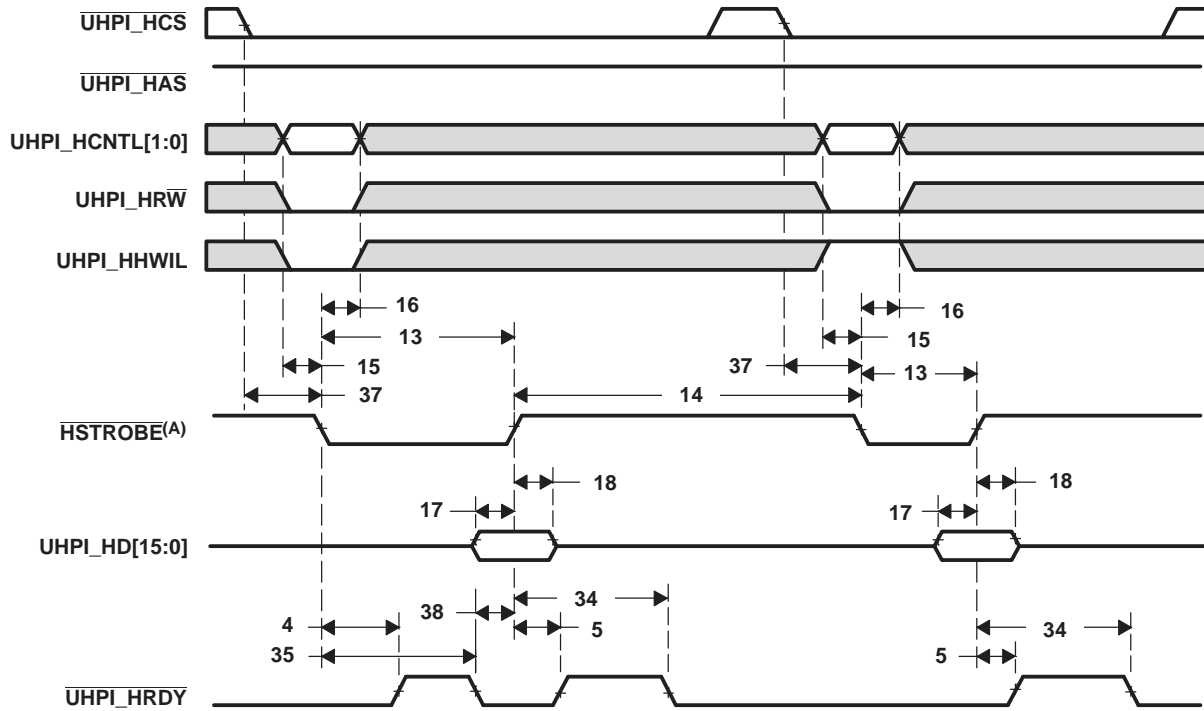 UHPI_HCS
UHPI_HAS
UHPI_HCNTL[1:0]
UHPI_HRW
UHPI_HHWIL
16
16
13
15
15
37
13
37
14
HSTROBE(A)
18
18
17
17
UHPI_HD[15:0]
38
34
4
5
34
35
5
UHPI_HRDY